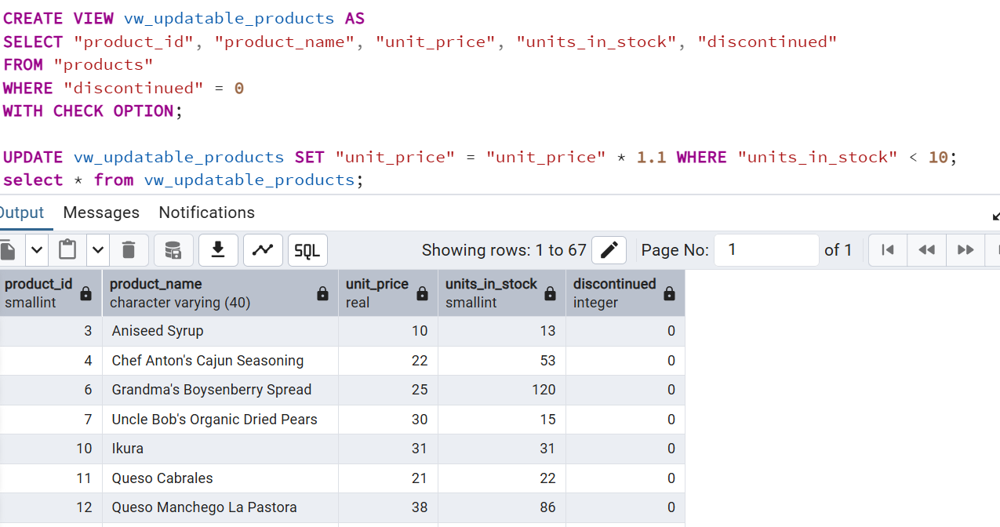 CREATE VIEW vw_updatable_products AS
SELECT "product_id", "product_name", "unit_price", "units_in_stock", "discontinued"
FROM "products"
WHERE "discontinued" = 0
WITH CHECK OPTION;
UPDATE vw_updatable_products SET "unit_price" = "unit_price" * 1.1 WHERE "units_in_stock" < 10;
select * from vw_updatable_products;
Output Messages Notifications
SQL Showing rows: 1 to 67 Page No: 1 of 1
product_id product_name unit_price units_in_stock discontinued
smallint character varying (40) real smallint integer
3 Aniseed Syrup 10 13 0
4 Chef Anton's Cajun Seasoning 22 53 0
6 Grandma's Boysenberry Spread 25 120 0
7 Uncle Bob's Organic Dried Pears 30 15 0
10 Ikura 31 31 0
11 Queso Cabrales 21 22 0
12 Queso Manchego La Pastora 38 86 0